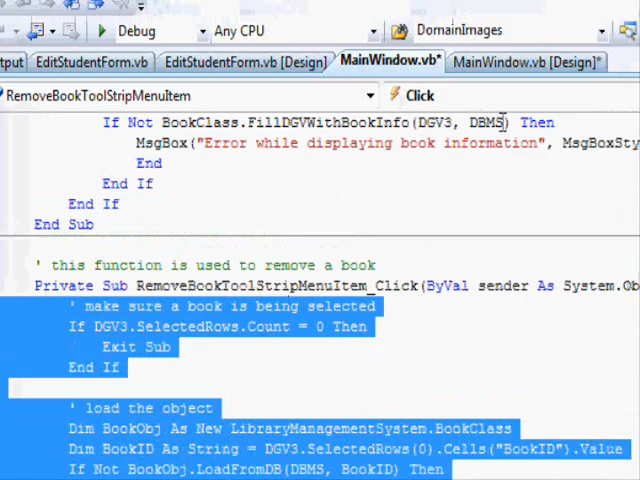 Debug Any CPU DomainImages
tput EditStudentForm.vb EditStudentForm.vb [Design] MainWindow.vb* MainWindow.vb [Design]*
RemoveBookToolStripMenuItem Click
If Not BookClass.FillDGVWithBookInfo(DGV3, DBMS) Then
MsgBox("Error while displaying book information", MsgBoxSty
End
End If
End If
End Sub
' this function is used to remove a book
Private Sub RemoveBookToolStripMenuItem_Click(ByVal sender As System.Ob
' make sure a book is being selected
If DGV3.SelectedRows.Count = 0 Then
Exit Sub
End If
' load the object
Dim BookObj As New LibraryManagementSystem.BookClass
Dim BookID As String = DGV3.SelectedRows(0).Cells("BookID").Value
If Not BookObj.LoadFromDB(DBMS, BookID) Then